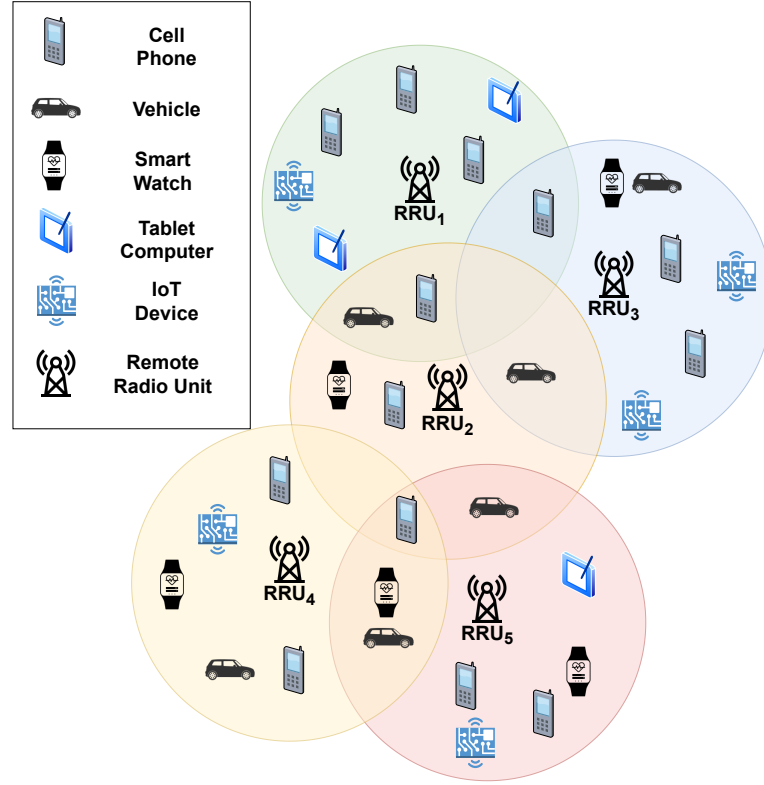 Cell
Phone
Vehicle
Smart
Watch
Tablet
Computer
IoT
Device
Remote
Radio Unit
RRU₁
RRU₃
RRU₂
RRU₄
RRU₅